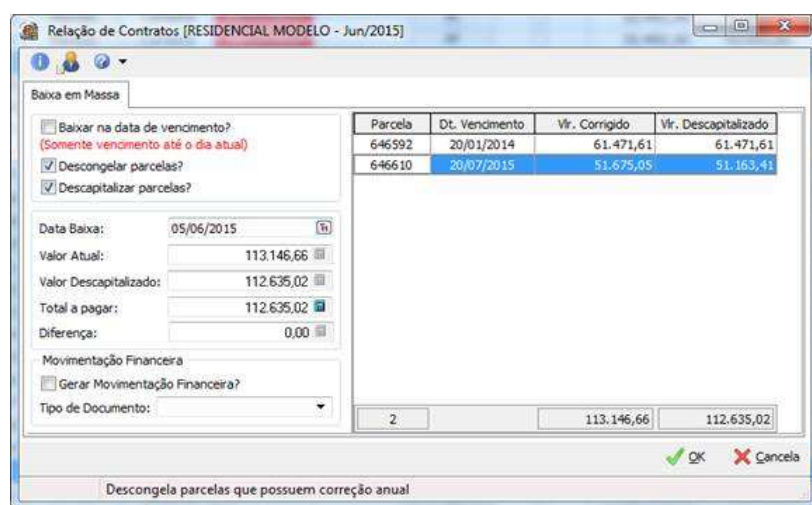 Relação de Contratos [RESIDENCIAL MODELO - Jun/2015]
Baixa em Massa
Baixar na data de vencimento?
(Somente vencimento até o dia atual)
Descongelar parcelas?
Descapitalizar parcelas?
Data Baixa: 05/06/2015
Valor Atual: 113.146,66
Valor Descapitalizado: 112.635,02
Total a pagar: 112.635,02
Diferença: 0,00
Movimentação Financeira
Gerar Movimentação Financeira?
Tipo de Documento:
Parcela Dt. Vencimento Vlr. Corrigido Vlr. Descapitalizado
646592 20/01/2014 61.471,61 61.471,61
646610 20/07/2015 51.675,05 51.163,41
2 113.146,66 112.635,02
OK Cancela
Descongela parcelas que possuem correção anual